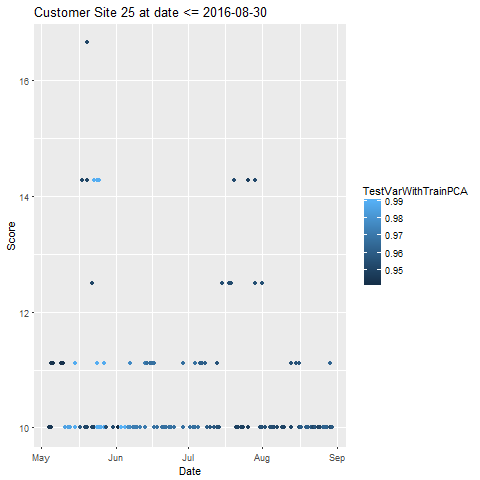 Customer Site 25 at date <= 2016-08-30
16
14
12
10
Score
May
Jun
Jul
Aug
Sep
Date
TestVarWithTrainPCA
0.99
0.98
0.97
0.96
0.95